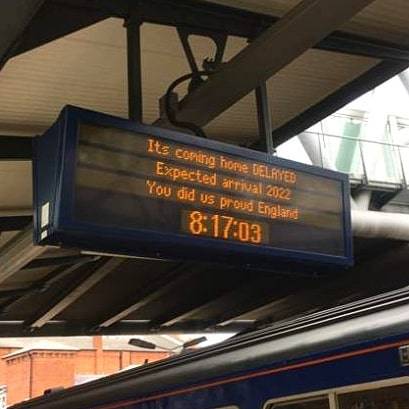 Its coming home DELAYED
Expected arrival 2022
You did us proud England
8:17:03